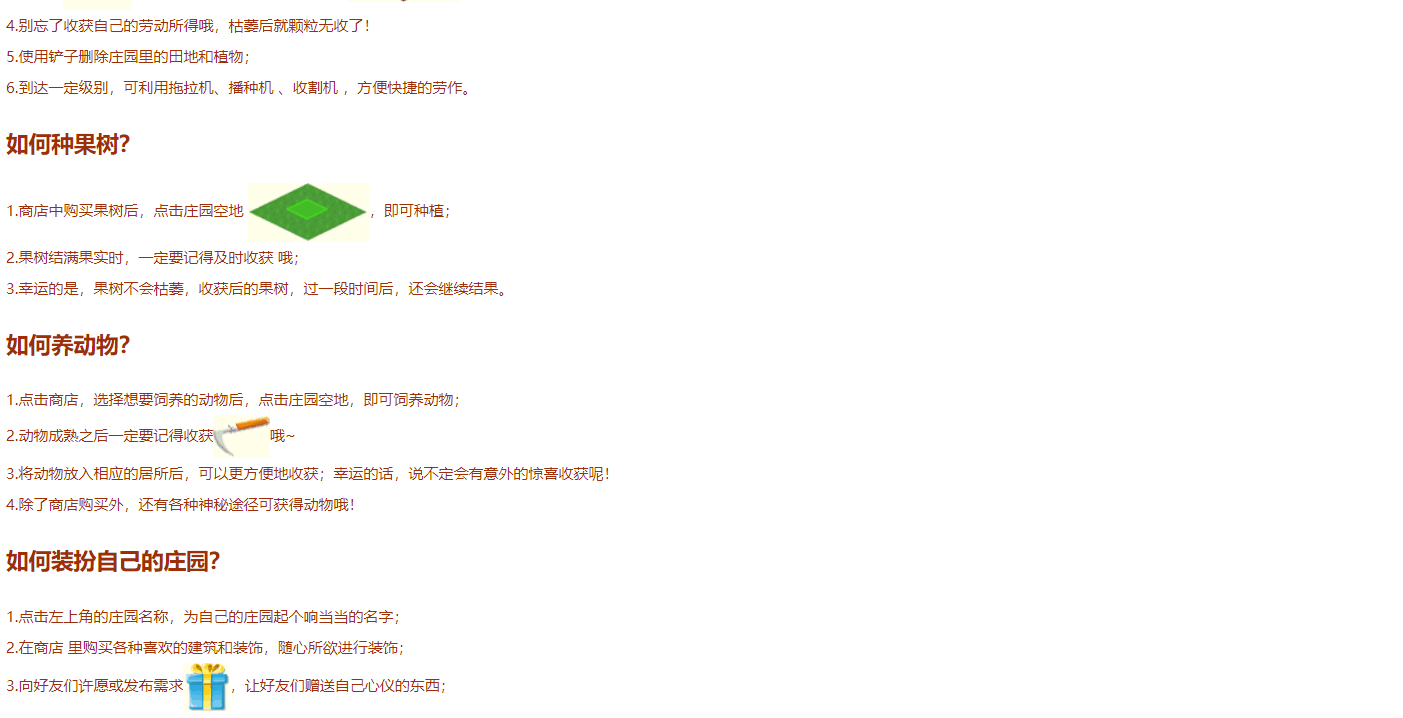 4.别忘了收获自己的劳动所得哦，枯萎后就颗粒无收了！
5.使用铲子删除庄园里的田地和植物；
6.到达一定级别，可利用拖拉机、播种机 、收割机 ，方便快捷的劳作。
如何种果树？
1.商店中购买果树后，点击庄园空地 ，即可种植；
2.果树结满果实时，一定要记得及时收获 哦；
3.幸运的是，果树不会枯萎，收获后的果树，过一段时间后，还会继续结果。
如何养动物？
1.点击商店，选择想要饲养的动物后，点击庄园空地，即可饲养动物；
2.动物成熟之后一定要记得收获 哦~
3.将动物放入相应的居所后，可以更方便地收获；幸运的话，说不定会有意外的惊喜收获呢！
4.除了商店购买外，还有各种神秘途径可获得动物哦！
如何装扮自己的庄园？
1.点击左上角的庄园名称，为自己的庄园起个响当当的名字；
2.在商店 里购买各种喜欢的建筑和装饰，随心所欲进行装饰；
3.向好友们许愿或发布需求 ，让好友们赠送自己心仪的东西；